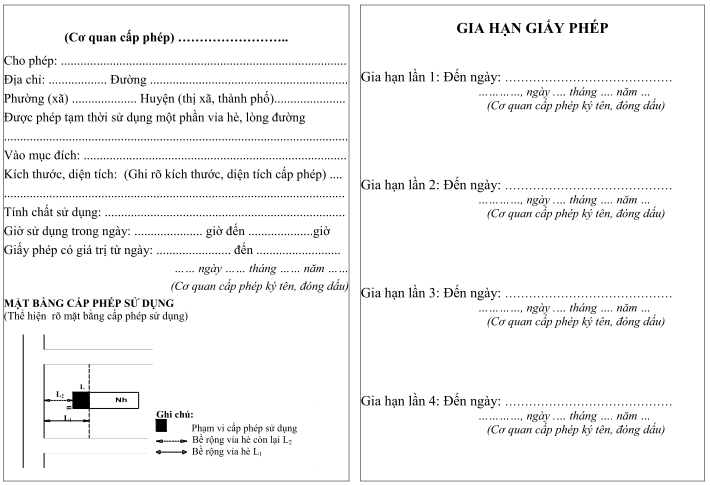 (Cơ quan cấp phép) ……………………..
Cho phép: ........................................................................................
Địa chỉ: .................. Đường .............................................................
Phường (xã) .................... Huyện (thị xã, thành phố)......................
Được phép tạm thời sử dụng một phần vỉa hè, lòng đường
..........................................................................................................
Vào mục đích: .................................................................................
Kích thước, diện tích: (Ghi rõ kích thước, diện tích cấp phép) ....
.........................................................................................................
Tính chất sử dụng: ..........................................................................
Giờ sử dụng trong ngày: ..................... giờ đến ....................giờ
Giấy phép có giá trị từ ngày: ....................... đến ..........................
…… ngày …… tháng …… năm ……
(Cơ quan cấp phép ký tên, đóng dấu)
MẶT BẰNG CẤP PHÉP SỬ DỤNG
(Thể hiện rõ mặt bằng cấp phép sử dụng)
L
L2
B
Nh
L1
Ghi chú:
Phạm vi cấp phép sử dụng
Bề rộng vỉa hè còn lại L2
Bề rộng vỉa hè L1
GIA HẠN GIẤY PHÉP
Gia hạn lần 1: Đến ngày: ……………………………….
…………, ngày .... tháng .... năm ...
(Cơ quan cấp phép ký tên, đóng dấu)
Gia hạn lần 2: Đến ngày: ……………………………….
…………, ngày .... tháng .... năm ...
(Cơ quan cấp phép ký tên, đóng dấu)
Gia hạn lần 3: Đến ngày: ……………………………….
…………, ngày .... tháng .... năm ...
(Cơ quan cấp phép ký tên, đóng dấu)
Gia hạn lần 4: Đến ngày: ……………………………….
…………, ngày .... tháng .... năm ...
(Cơ quan cấp phép ký tên, đóng dấu)